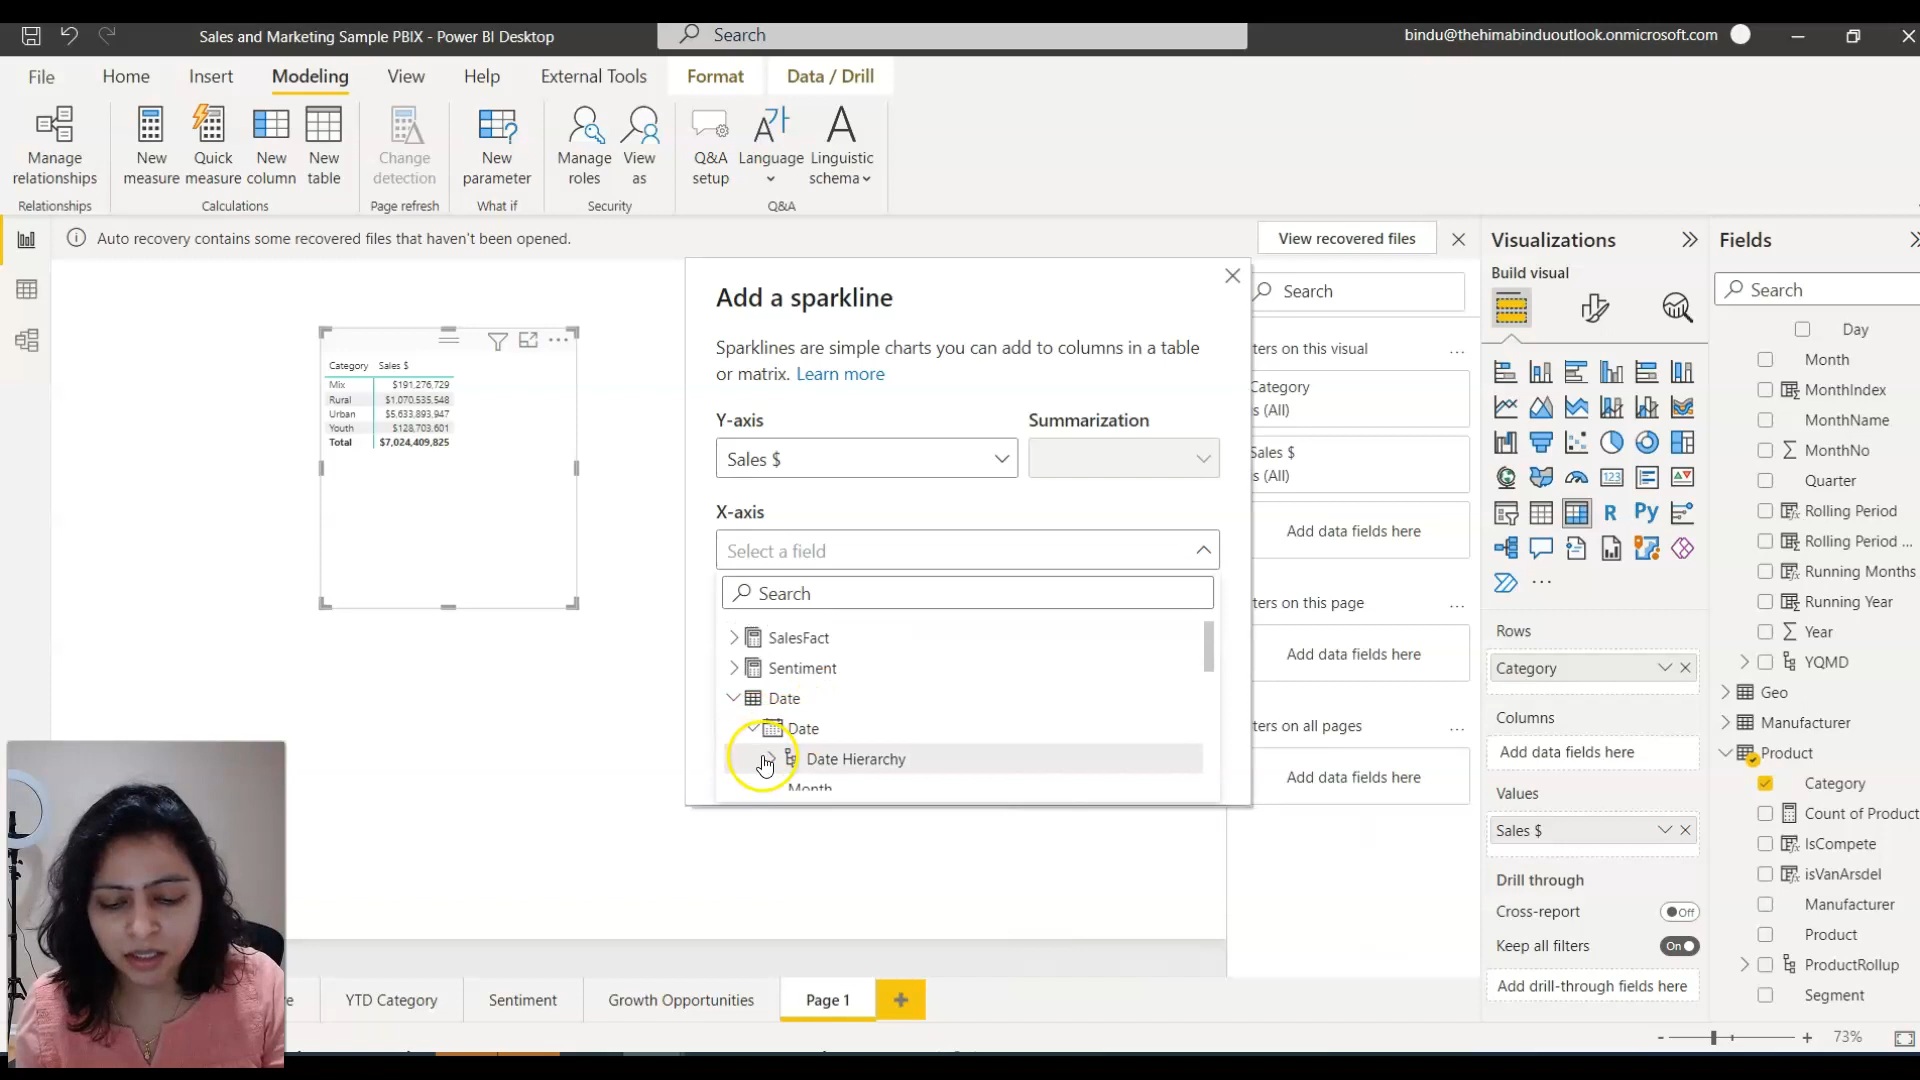 Sales and Marketing Sample PBIX - Power BI Desktop
Search
bindu@thehimabinduoutlook.onmicrosoft.com
File
Home
Insert
Modeling
View
Help
External Tools
Format
Data / Drill
Manage
relationships
New
measure
Quick
measure
New
column
New
table
Change
detection
New
parameter
Manage
roles
View
as
Q&A
setup
Language
Linguistic
schema
Relationships
Calculations
Page refresh
What if
Security
Q&A
Auto recovery contains some recovered files that haven't been opened.
View recovered files
Category Sales $
Mix $191,276,729
Rural $1,070,535,548
Urban $5,633,893,947
Youth $128,703,601
Total $7,024,409,825
Add a sparkline
Sparklines are simple charts you can add to columns in a table
or matrix. Learn more
Y-axis
Summarization
Sales $
X-axis
Select a field
Search
SalesFact
Sentiment
Date
Date
Date Hierarchy
Month
Search
ters on this visual
...
Category
s (All)
Sales $
s (All)
Add data fields here
ters on this page
...
Add data fields here
ters on all pages
...
Add data fields here
Visualizations
Build visual
123
R
Py
...
Rows
Category
Columns
Add data fields here
Values
Sales $
Drill through
Cross-report
Off
Keep all filters
On
Add drill-through fields here
Fields
Search
Day
Month
MonthIndex
MonthName
MonthNo
Quarter
Rolling Period
Rolling Period ...
Running Months
Running Year
Year
YQMD
Geo
Manufacturer
Product
Category
Count of Product
IsCompete
isVanArsdel
Manufacturer
Product
ProductRollup
Segment
YTD Category
Sentiment
Growth Opportunities
Page 1
73%